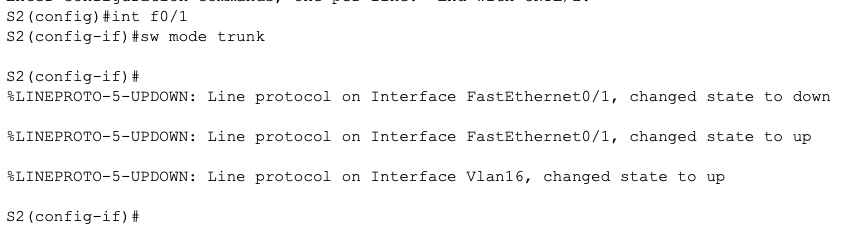 S2(config)#int f0/1
S2(config-if)#sw mode trunk
S2(config-if)#
%LINEPROTO-5-UPDOWN: Line protocol on Interface FastEthernet0/1, changed state to down
%LINEPROTO-5-UPDOWN: Line protocol on Interface FastEthernet0/1, changed state to up
%LINEPROTO-5-UPDOWN: Line protocol on Interface Vlan16, changed state to up
S2(config-if)#